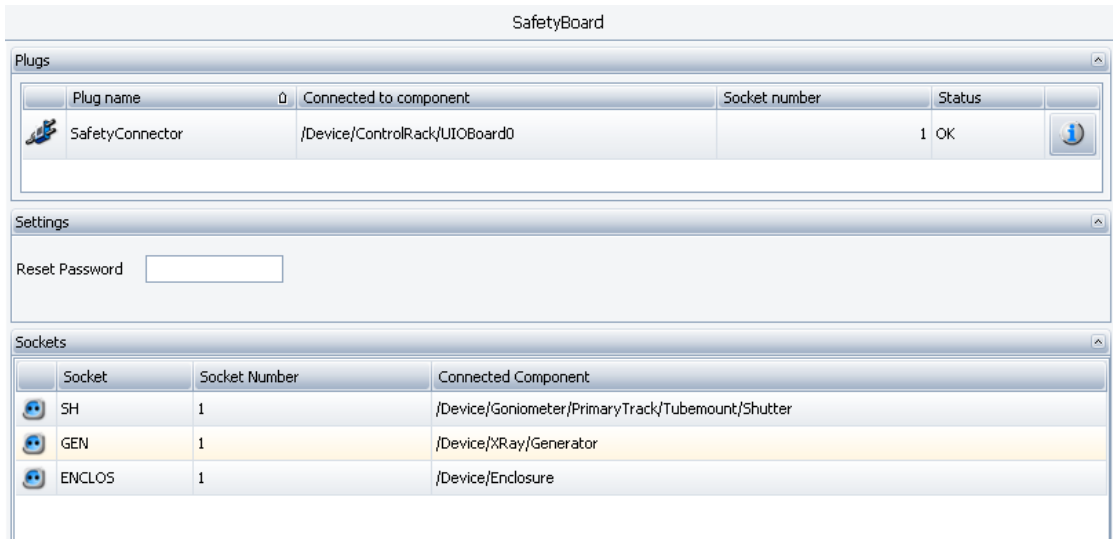 SafetyBoard
Plugs
Plug name Connected to component Socket number Status
SafetyConnector /Device/ControlRack/UIOBoard0 1 OK
Settings
Reset Password
Sockets
Socket Socket Number Connected Component
SH 1 /Device/Goniometer/PrimaryTrack/Tubemount/Shutter
GEN 1 /Device/XRay/Generator
ENCLOS 1 /Device/Enclosure